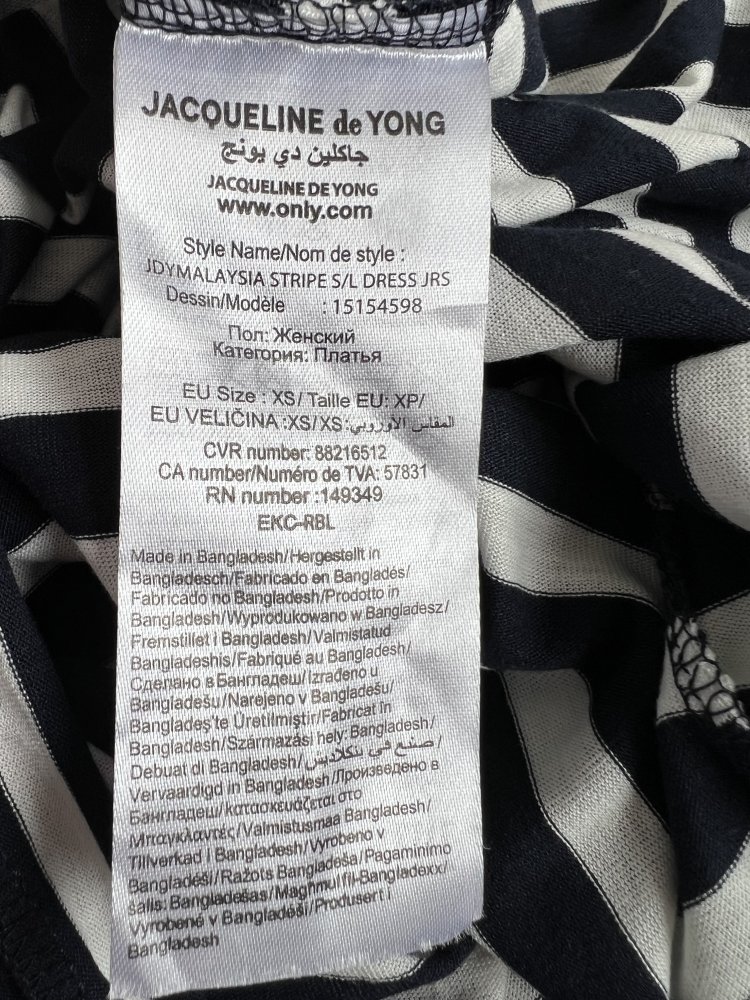 JACQUELINE de YONG
جاكلين دي يونج
JACQUELINE DE YONG
www.only.com
Style Name/Nom de style :
JDYMALAYSIA STRIPE S/L DRESS JRS
Dessin/Modèle : 15154598
Пол: Женский
Категория: Платья
EU Size : XS/ Taille EU: XP/
EU VELIČINA :XS/XS:المقاس الأوروبي
CVR number: 88216512
CA number/Numéro de TVA: 57831
RN number :149349
EKC-RBL
Made in Bangladesh/Hergestellt in
Bangladesch/Fabricado en Bangladés/
Fabricado no Bangladesh/Prodotto in
Bangladesh/Wyprodukowano w Bangladesz/
Fremstillet i Bangladesh/Valmistatud
Bangladeshis/Fabriqué au Bangladesh/
Сделано в Бангладеш/Izrađeno u
Bangladešu/Narejeno v Bangladešu/
Bangladeş'te Üretilmiştir/Fabricat în
Bangladesh/Származási hely: Bangladesh/
Debuat di Bangladesh/صنع في بنكلاديش/
Vervaardigd in Bangladesh/Произведено в
Бангладеш/Κατασκευάζεται στο
Μπαγκλαντές/Valmistusmaa Bangladesh/
Tillverkad i Bangladesh/Vyrobeno v
Bangladéši/Ražots Bangladeša/Pagaminimo
šalis: Bangladešas/Magħmul fil-Bangladexx/
Vyrobené v Bangladéši/Produsert i
Bangladesh